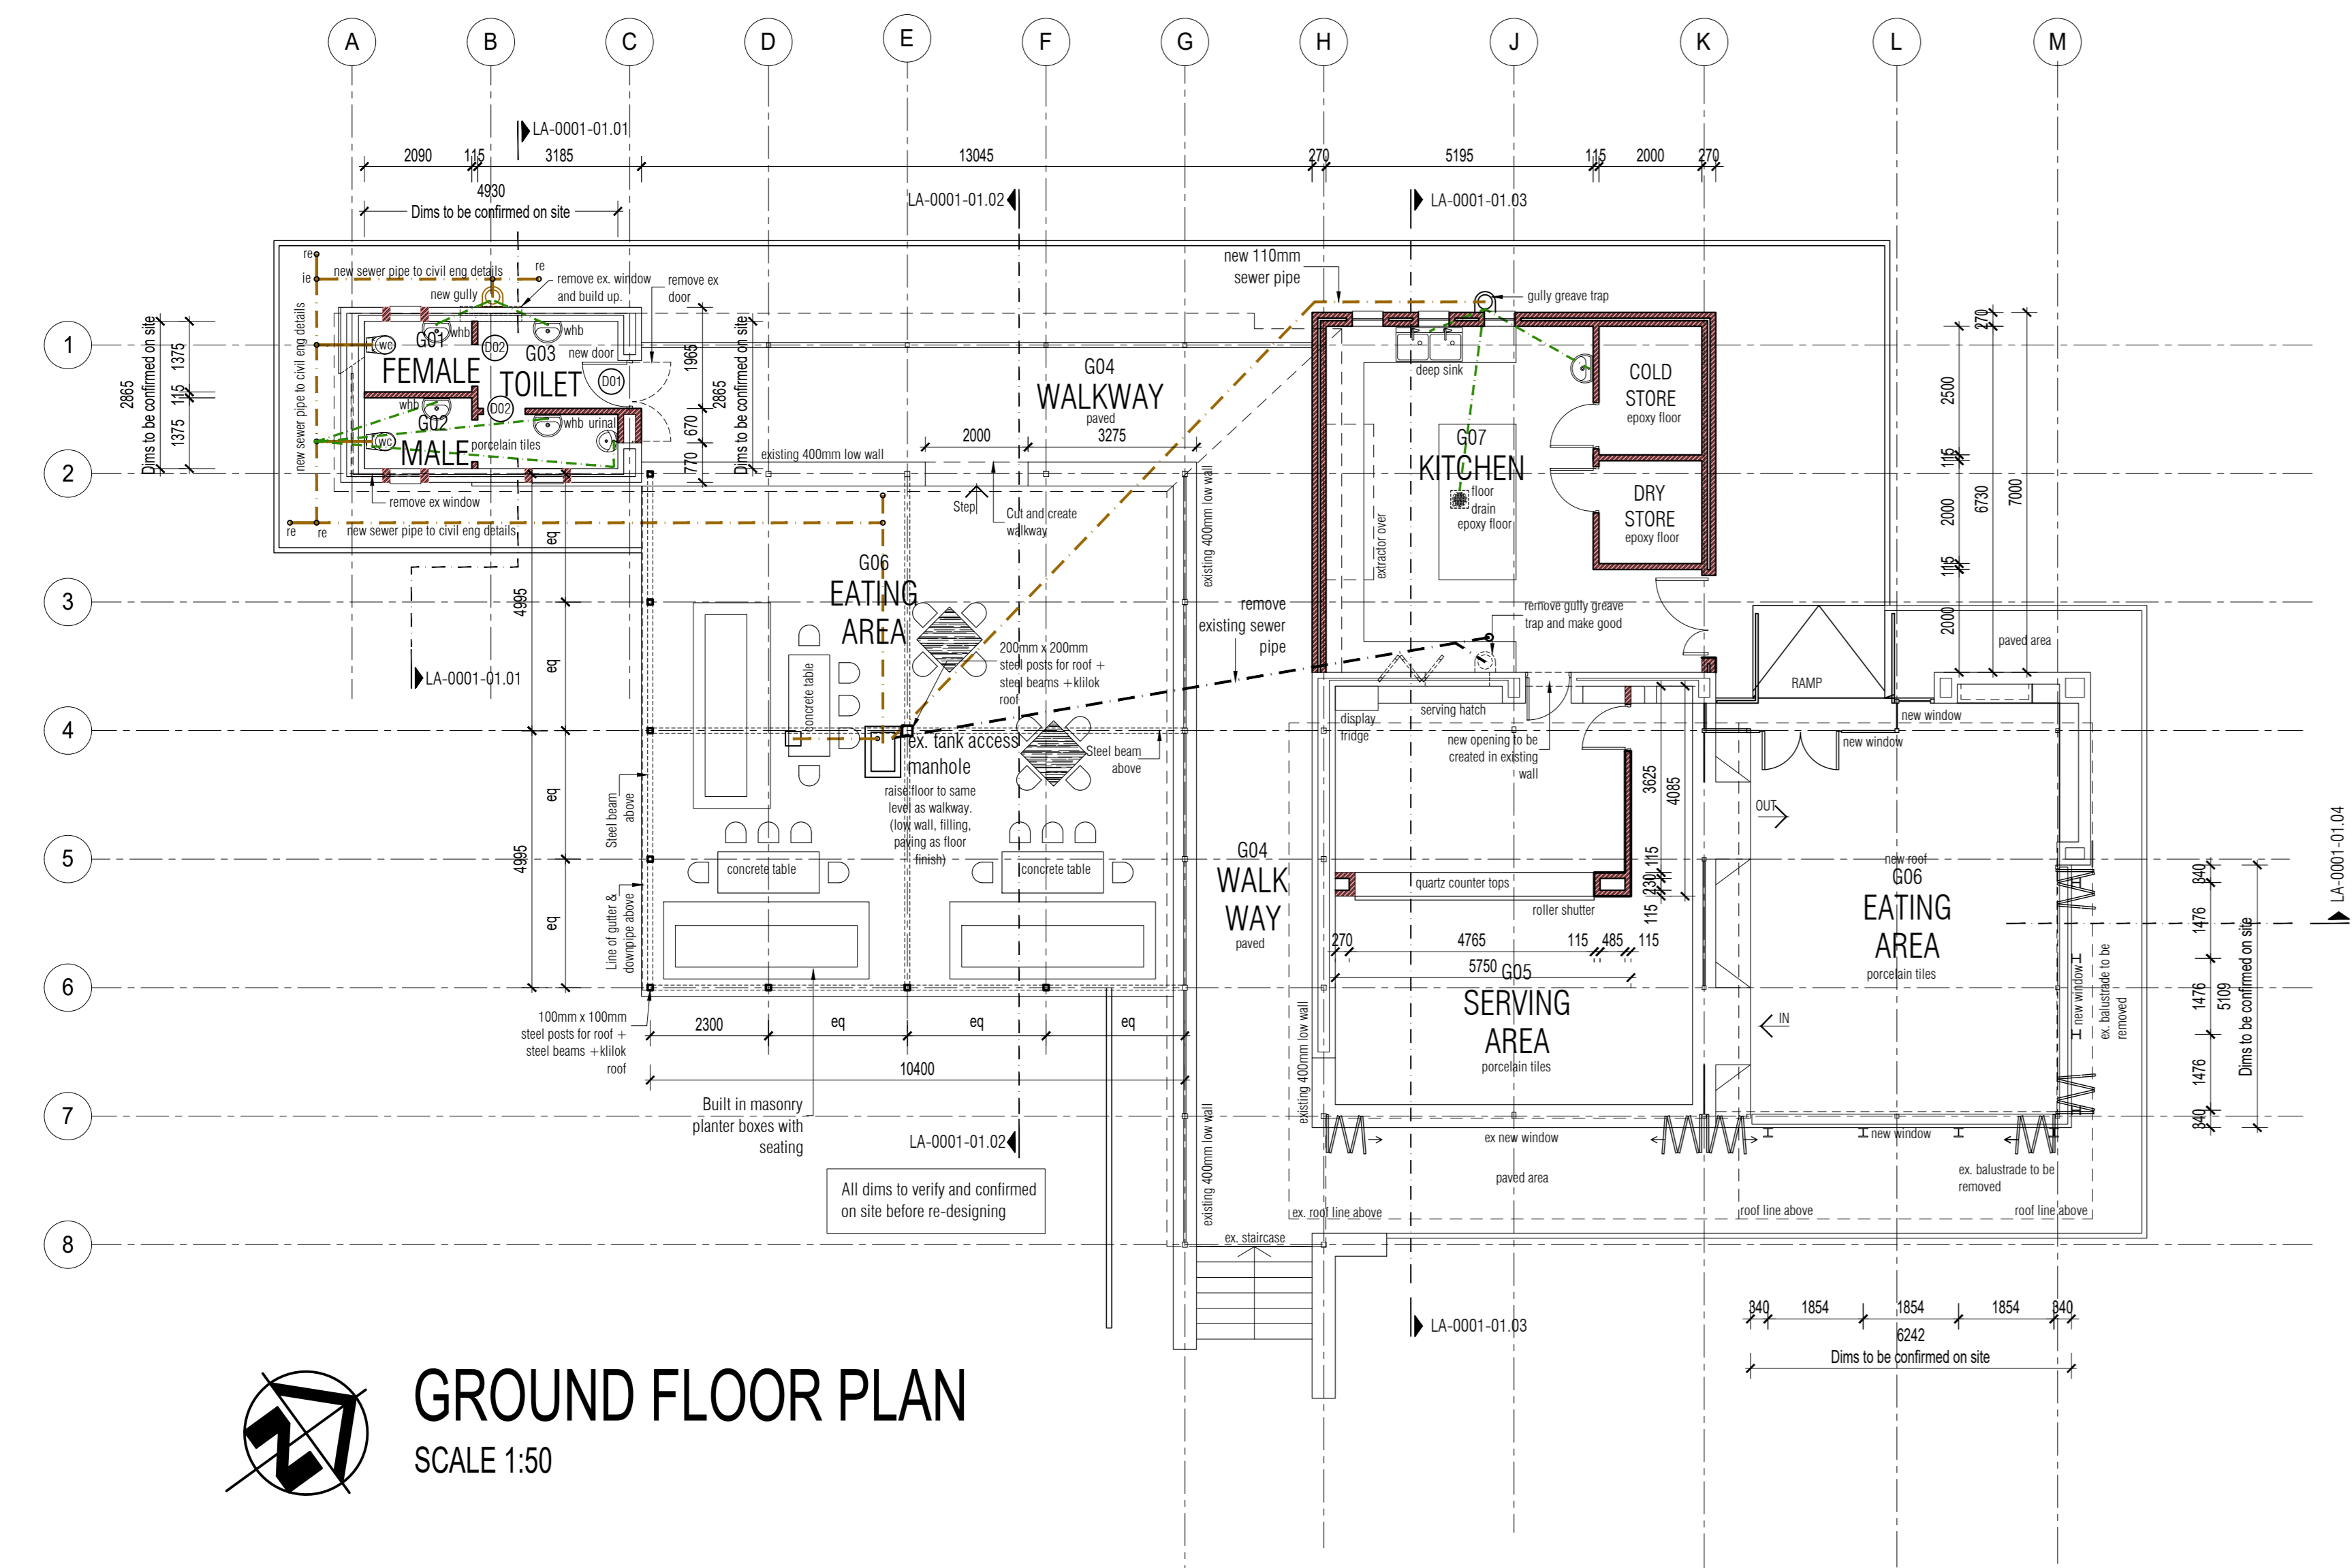 A B C D E F G H J K L M
LA-0001-01.01
2090 115 3185 13045 270 5195 115 2000 270
4930
Dims to be confirmed on site
LA-0001-01.02
LA-0001-01.03
re
ie
new sewer pipe to civil eng details
re
new gully
remove ex. window
and build up.
remove ex
door
new 110mm
sewer pipe
gully greave trap
1
2865
Dims to be confirmed on site
1375
115
1375
new sewer pipe to civil eng details
whb
G01
FEMALE
wc
D02
whb
G03
TOILET
new door
D01
1965
670
770
2865
Dims to be confirmed on site
whb
G02
MALE
wc
D02
whb
urinal
porcelain tiles
G04
WALKWAY
paved
2000
3275
existing 400mm low wall
deep sink
COLD
STORE
epoxy floor
G07
KITCHEN
floor
drain
epoxy floor
DRY
STORE
epoxy floor
270
2500
115
2000
115
2000
6730
7000
2
remove ex window
re
re
new sewer pipe to civil eng details
Step
Cut and create
walkway
existing 400mm low wall
extractor over
3
eq
eq
eq
eq
4995
4995
G06
EATING
AREA
remove
existing sewer
pipe
remove gully greave
trap and make good
paved area
200mm x 200mm
steel posts for roof +
steel beams +klilok
roof
LA-0001-01.01
concrete table
RAMP
4
ex. tank access
manhole
raise floor to same
level as walkway.
(low wall, filling,
paving as floor
finish)
Steel beam
above
display
fridge
serving hatch
new opening to be
created in existing
wall
new window
new window
3625
4085
115
230
115
OUT
Steel beam
above
Line of gutter &
downpipe above
LA-0001-01.04
5
concrete table
concrete table
G04
WALK
WAY
paved
quartz counter tops
roller shutter
new roof
G06
EATING
AREA
porcelain tiles
340
1476
1476
1476
340
5109
Dims to be confirmed on site
270 4765 115 485 115
5750
G05
SERVING
AREA
porcelain tiles
new window
ex. balustrade to be
removed
6
100mm x 100mm
steel posts for roof +
steel beams +klilok
roof
2300 eq eq eq
10400
IN
existing 400mm low wall
existing 400mm low wall
7
Built in masonry
planter boxes with
seating
LA-0001-01.02
ex new window
new window
paved area
ex. balustrade to be
removed
All dims to verify and confirmed
on site before re-designing
ex. roof line above
roof line above
roof line above
8
ex. staircase
LA-0001-01.03
340 1854 1854 1854 340
6242
Dims to be confirmed on site
N
GROUND FLOOR PLAN
SCALE 1:50